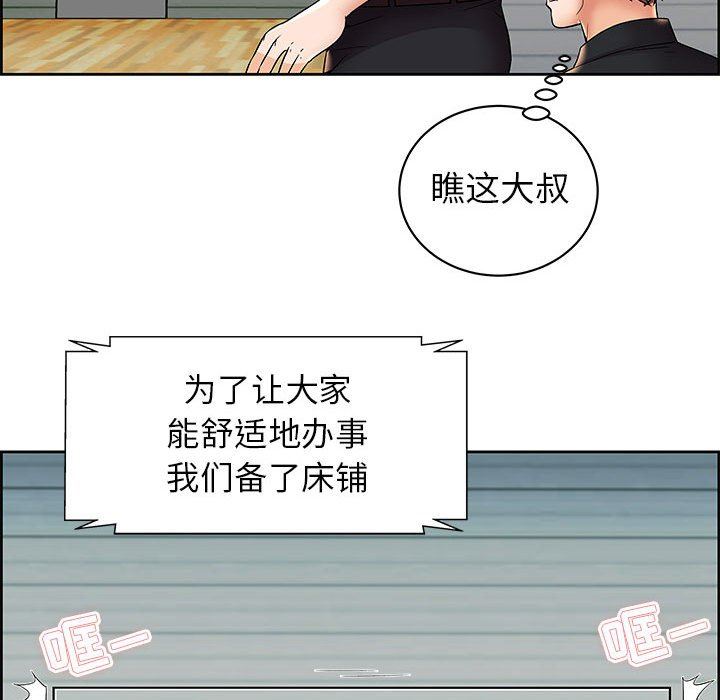 瞧这大叔
为了让大家
能舒适地办事
我们备了床铺
哐一
哐一